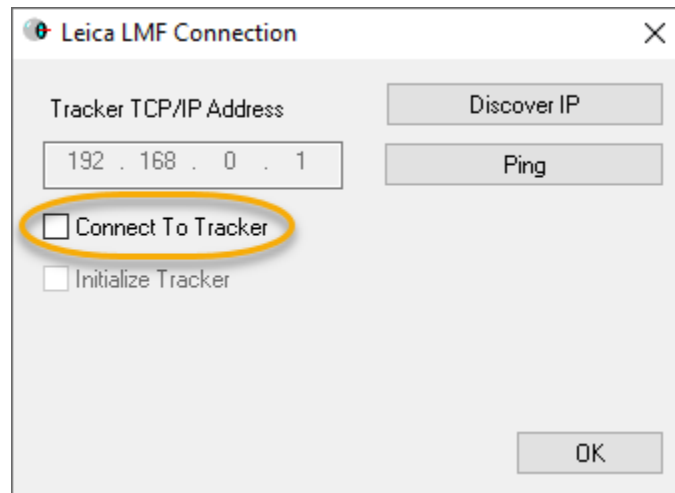 Leica LMF Connection
Tracker TCP/IP Address
Discover IP
192 . 168 . 0 . 1
Ping
Connect To Tracker
Initialize Tracker
OK